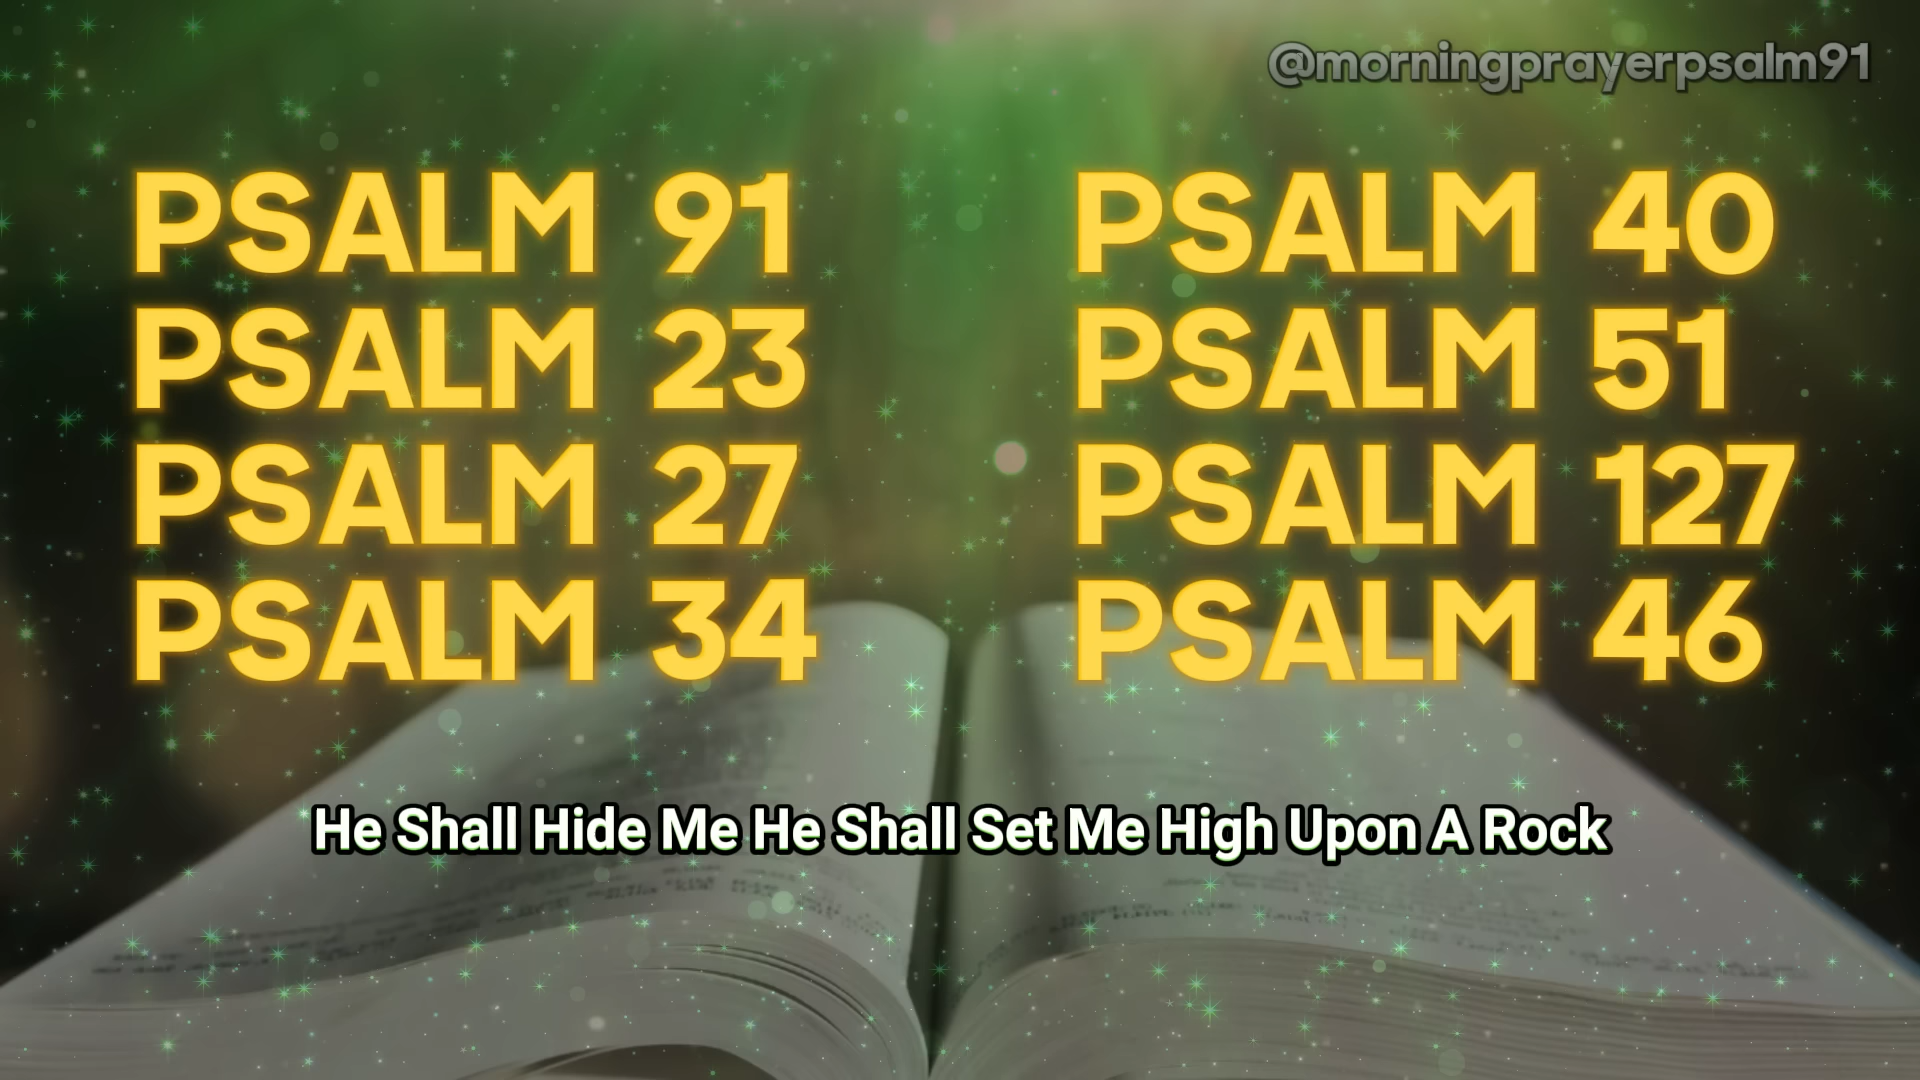 @morningprayerpsalm91
PSALM 91
PSALM 23
PSALM 27
PSALM 34
PSALM 40
PSALM 51
PSALM 127
PSALM 46
He Shall Hide Me He Shall Set Me High Upon A Rock